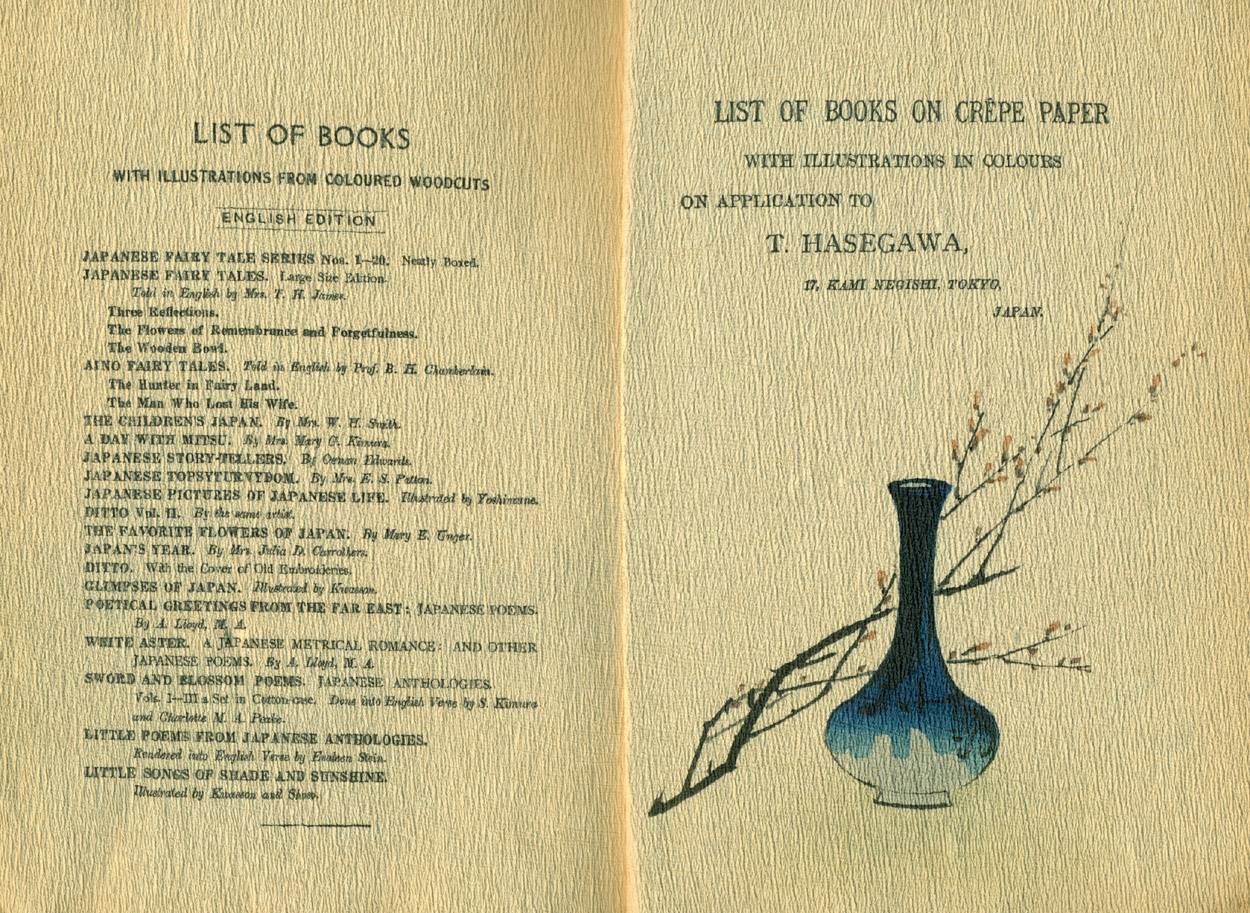 LIST OF BOOKS
WITH ILLUSTRATIONS FROM COLOURED WOODCUTS
ENGLISH EDITION
JAPANESE FAIRY TALE SERIES Nos. 1—20. Neatly Boxed.
JAPANESE FAIRY TALES. Large Size Edition.
Told in English by Mrs. T. H. James.
Three Reflections.
The Flowers of Remembrance and Forgetfulness.
The Wooden Bowl.
AINO FAIRY TALES. Told in English by Prof. B. H. Chamberlain.
The Hunter in Fairy Land.
The Man Who Lost His Wife.
THE CHILDREN'S JAPAN. By Mrs. W. H. Smith.
A DAY WITH MITSU. By Mrs. Mary G. Kimura.
JAPANESE STORY-TELLERS. By Osman Edwards.
JAPANESE TOPSYTURVYDOM. By Mrs. E. S. Patton.
JAPANESE PICTURES OF JAPANESE LIFE. Illustrated by Yoshimune.
DITTO Vol. II. By the same artist.
THE FAVORITE FLOWERS OF JAPAN. By Mary E. Unger.
JAPAN'S YEAR. By Mrs. Julia D. Carrothers.
DITTO. With the Cover of Old Embroideries.
GLIMPSES OF JAPAN. Illustrated by Kwasson.
POETICAL GREETINGS FROM THE FAR EAST; JAPANESE POEMS.
By A. Lloyd, M. A.
WHITE ASTER. A JAPANESE METRICAL ROMANCE: AND OTHER
JAPANESE POEMS. By A. Lloyd, M. A.
SWORD AND BLOSSOM POEMS. JAPANESE ANTHOLOGIES.
Vols. I—III a Set in Cotton-case. Done into English Verse by S. Kimura
and Charlotte M. A. Peake.
LITTLE POEMS FROM JAPANESE ANTHOLOGIES.
Rendered into English Verse by Evaleen Stein.
LITTLE SONGS OF SHADE AND SUNSHINE.
Illustrated by Kwasson and Shoso.
LIST OF BOOKS ON CRÊPE PAPER
WITH ILLUSTRATIONS IN COLOURS
ON APPLICATION TO
T. HASEGAWA,
17, KAMI NEGISHI, TOKYO,
JAPAN.